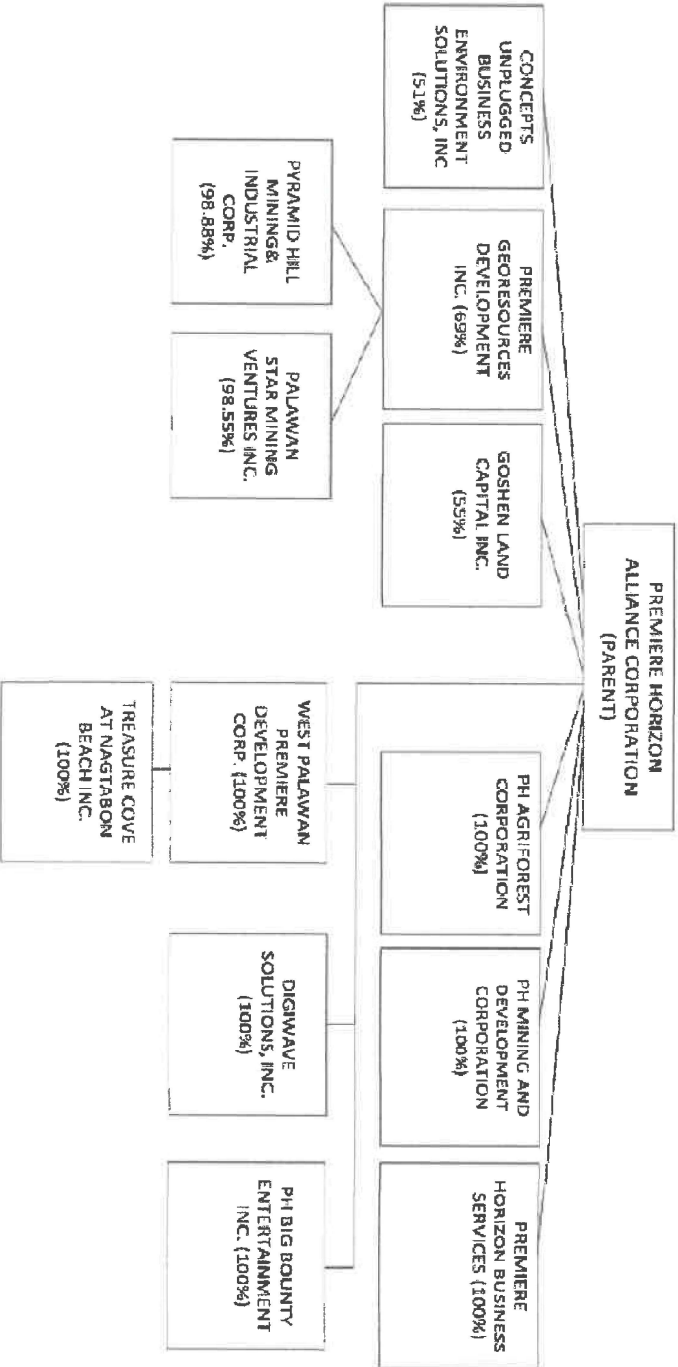 PREMIERE HORIZON
ALLIANCE CORPORATION
(PARENT)
CONCEPTS
UNPLUGGED
BUSINESS
ENVIRONMENT
SOLUTIONS, INC
(51%)
PREMIERE
GEORESOURCES
DEVELOPMENT
INC. (69%)
GOSHEN LAND
CAPITAL INC.
(55%)
PH AGRIFOREST
CORPORATION
(100%)
PH MINING AND
DEVELOPMENT
CORPORATION
(100%)
PREMIERE
HORIZON BUSINESS
SERVICES (100%)
PYRAMID HILL
MINING&
INDUSTRIAL
CORP.
(98.88%)
PALAWAN
STAR MINING
VENTURES INC.
(98.55%)
WEST PALAWAN
PREMIERE
DEVELOPMENT
CORP. (100%)
DIGIWAVE
SOLUTIONS, INC.
(100%)
PH BIG BOUNTY
ENTERTAINMENT
INC. (100%)
TREASURE COVE
AT NAGTABON
BEACH INC.
(100%)